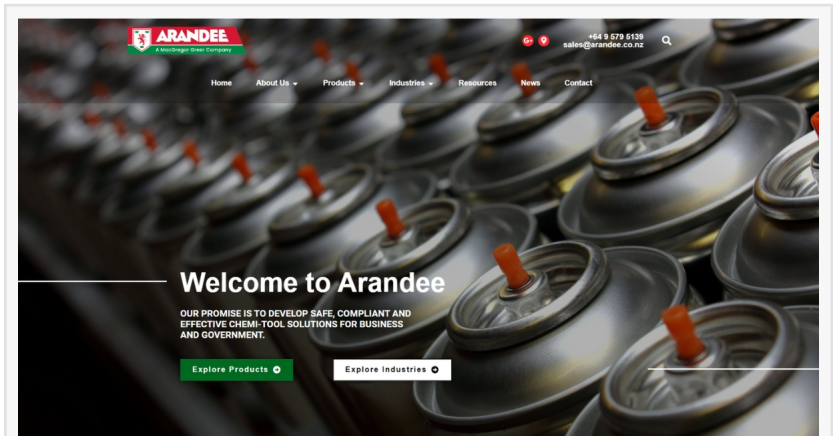 ARANDEE
A MacGregor Greer Company
G+
+64 9 579 5139
sales@arandee.co.nz
Home About Us Products Industries Resources News Contact
Welcome to Arandee
OUR PROMISE IS TO DEVELOP SAFE, COMPLIANT AND
EFFECTIVE CHEMI-TOOL SOLUTIONS FOR BUSINESS
AND GOVERNMENT.
Explore Products Explore Industries